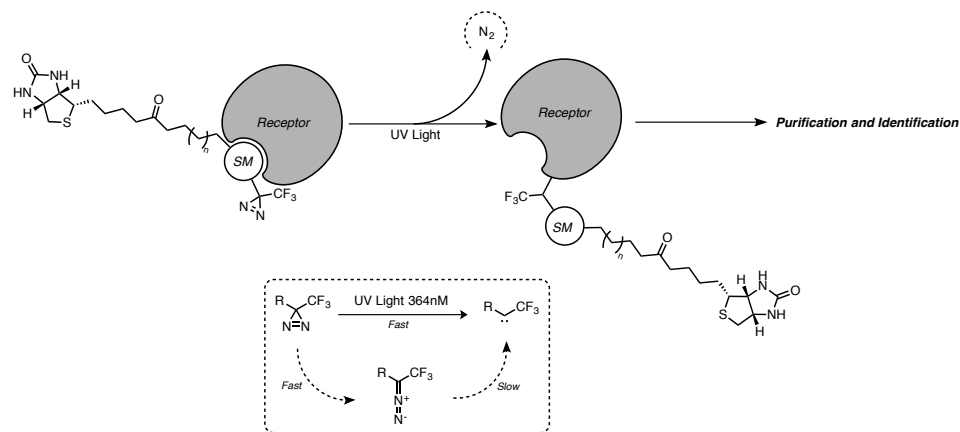 N2
O
HN
NH
H
H
S
O
n
SM
Receptor
CF3
N
N
UV Light
Receptor
F3C
SM
n
O
H
H
N
O
NH
S
H
Purification and Identification
R
CF3
N
N
UV Light 364nM
Fast
R
CF3
..
Fast
R
CF3
N+
N-
Slow